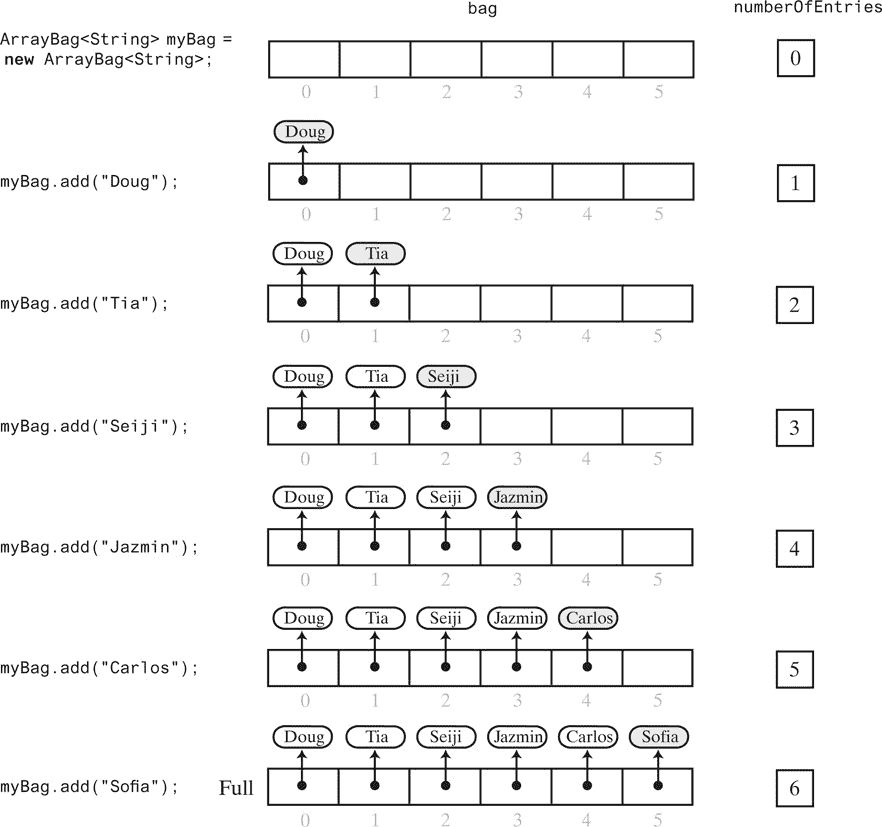 bag numberOfEntries
ArrayBag<String> myBag =
new ArrayBag<String>;
0
0 1 2 3 4 5
Doug
myBag.add("Doug");
1
0 1 2 3 4 5
Doug Tia
myBag.add("Tia");
2
0 1 2 3 4 5
Doug Tia Seiji
myBag.add("Seiji");
3
0 1 2 3 4 5
Doug Tia Seiji Jazmin
myBag.add("Jazmin");
4
0 1 2 3 4 5
Doug Tia Seiji Jazmin Carlos
myBag.add("Carlos");
5
0 1 2 3 4 5
Doug Tia Seiji Jazmin Carlos Sofia
myBag.add("Sofia"); Full 6
0 1 2 3 4 5